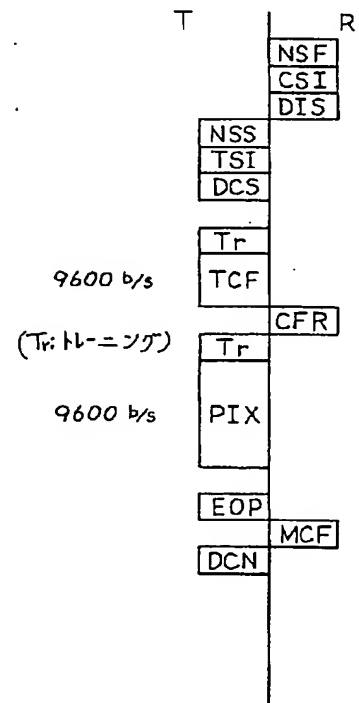 T R
NSF
CSI
DIS
NSS
TSI
DCS
Tr
9600 b/s TCF
CFR
(Tr:トレーニング) Tr
9600 b/s PIX
EOP
MCF
DCN